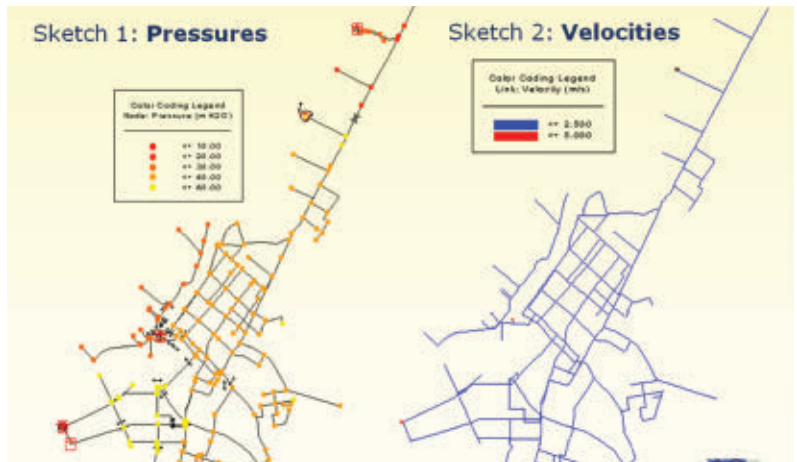 Sketch 1: Pressures
Color Coding Legend
Node: Pressure (m H2O)
<= 10.00
<= 20.00
<= 30.00
<= 40.00
<= 60.00
Sketch 2: Velocities
Color Coding Legend
Link: Velocity (m/s)
<= 2.500
<= 5.000